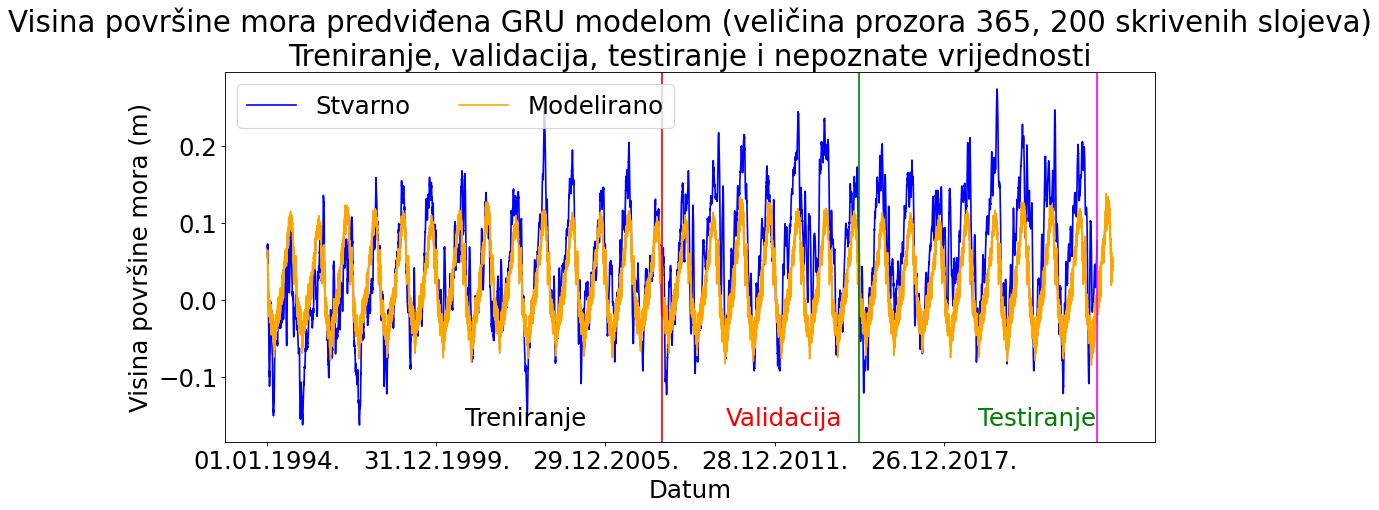 Visina površine mora predviđena GRU modelom (veličina prozora 365, 200 skrivenih slojeva)
Treniranje, validacija, testiranje i nepoznate vrijednosti
Stvarno
Modelirano
Visina površine mora (m)
0.2
0.1
0.0
−0.1
Treniranje
Validacija
Testiranje
01.01.1994.
31.12.1999.
29.12.2005.
28.12.2011.
26.12.2017.
Datum